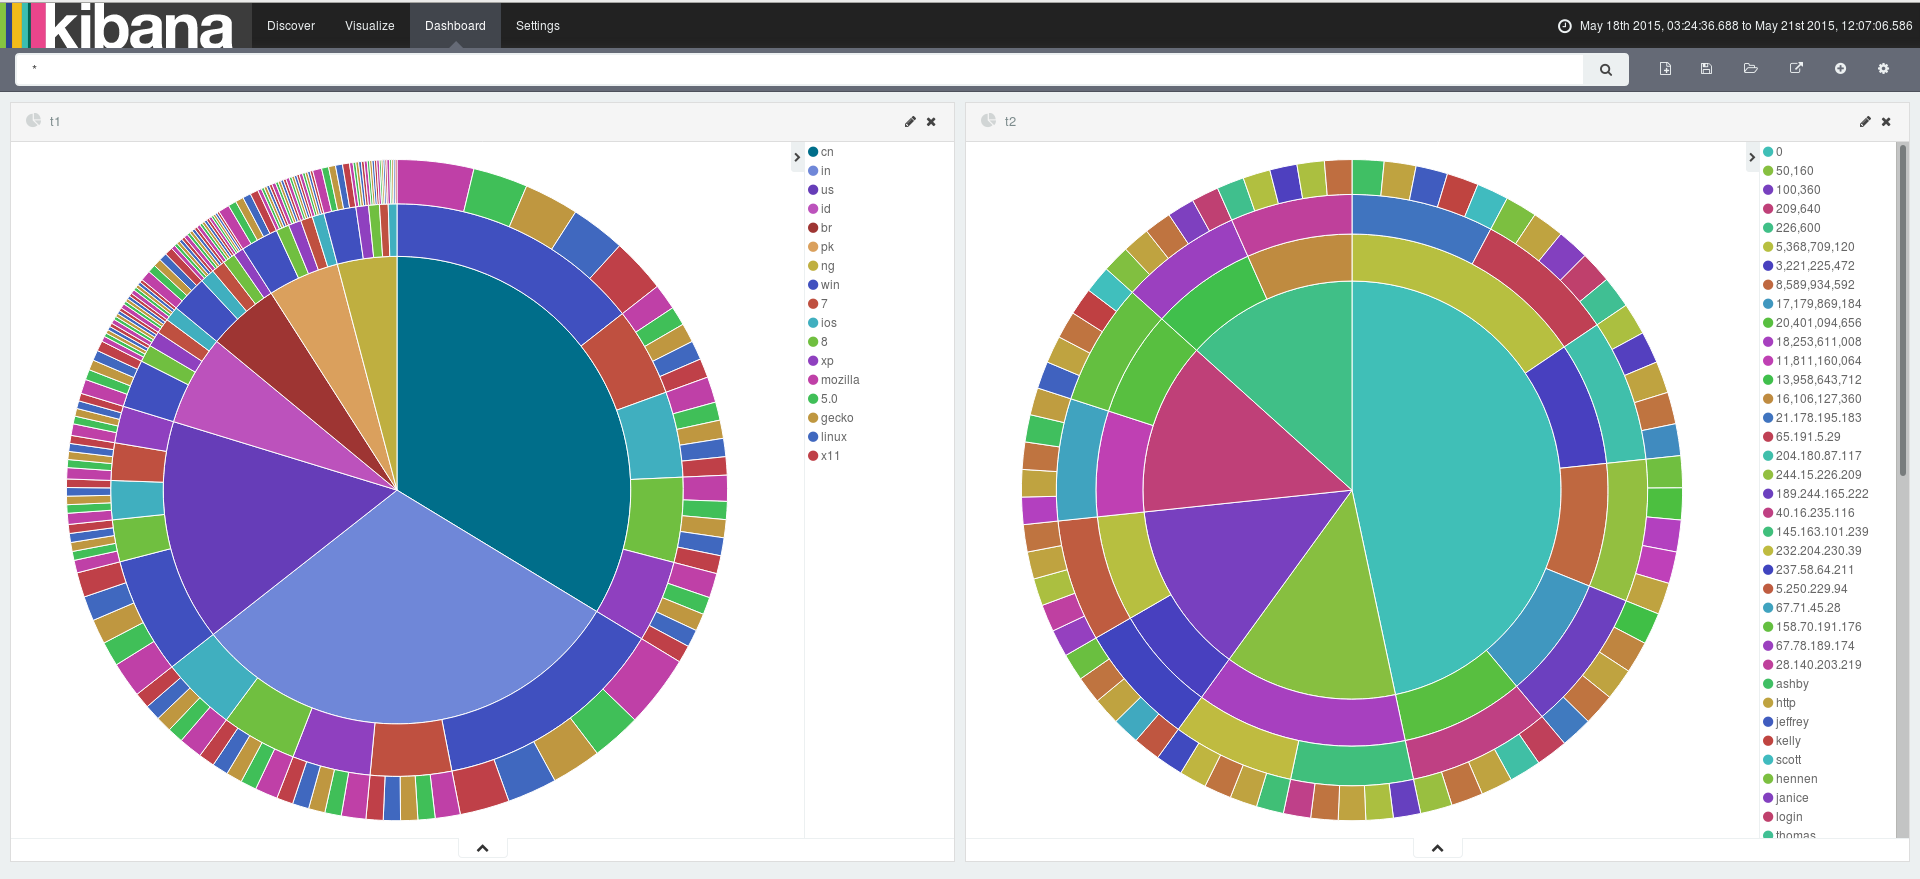 kibana
Discover
Visualize
Dashboard
Settings
May 18th 2015, 03:24:36.688 to May 21st 2015, 12:07:06.586
*
t1
cn
in
us
id
br
pk
ng
win
7
ios
8
xp
mozilla
5.0
gecko
linux
x11
t2
0
50,160
100,360
209,640
226,600
5,368,709,120
3,221,225,472
8,589,934,592
17,179,869,184
20,401,094,656
18,253,611,008
11,811,160,064
13,958,643,712
16,106,127,360
21.178.195.183
65.191.5.29
204.180.87.117
244.15.226.209
189.244.165.222
40.16.235.116
145.163.101.239
232.204.230.39
237.58.64.211
5.250.229.94
67.71.45.28
158.70.191.176
67.78.189.174
28.140.203.219
ashby
http
jeffrey
kelly
scott
hennen
janice
login
thomas